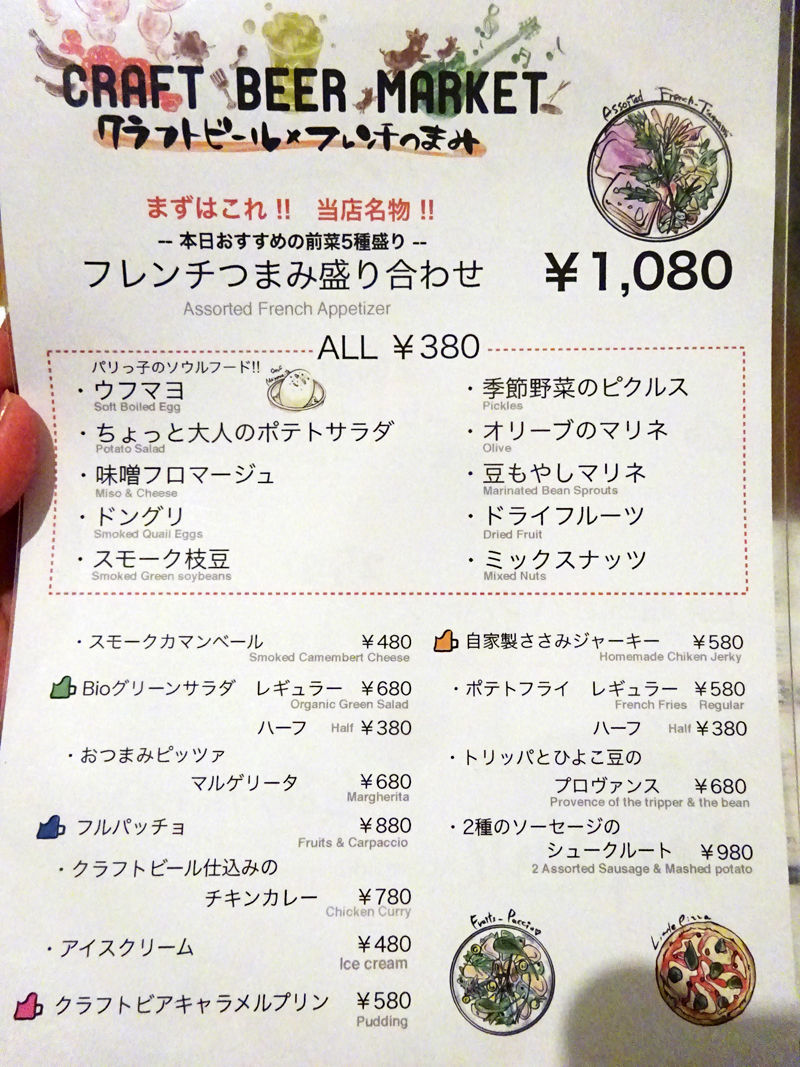 CRAFT BEER MARKET
クラフトビール×フレンチつまみ
まずはこれ!! 当店名物!!
-- 本日おすすめの前菜5種盛り --
フレンチつまみ盛り合わせ ¥1,080
Assorted French Appetizer
ALL ¥380
パリっ子のソウルフード!!
・ウフマヨ
Soft Boiled Egg
・ちょっと大人のポテトサラダ
Potato Salad
・味噌フロマージュ
Miso & Cheese
・ドングリ
Smoked Quail Eggs
・スモーク枝豆
Smoked Green soybeans
・季節野菜のピクルス
Pickles
・オリーブのマリネ
Olive
・豆もやしマリネ
Marinated Bean Sprouts
・ドライフルーツ
Dried Fruit
・ミックスナッツ
Mixed Nuts
・スモークカマンベール ¥480
Smoked Camembert Cheese
Bioグリーンサラダ レギュラー ¥680
Organic Green Salad
ハーフ Half ¥380
・おつまみピッツァ
マルゲリータ ¥680
Margherita
フルパッチョ ¥880
Fruits & Carpaccio
・クラフトビール仕込みの
チキンカレー ¥780
Chicken Curry
・アイスクリーム ¥480
Ice cream
クラフトビアキャラメルプリン ¥580
Pudding
自家製ささみジャーキー ¥580
Homemade Chiken Jerky
・ポテトフライ レギュラー ¥580
French Fries Regular
ハーフ Half ¥380
・トリッパとひよこ豆の
プロヴァンス ¥680
Provence of the tripper & the bean
・2種のソーセージの
シュークルート ¥980
2 Assorted Sausage & Mashed potato